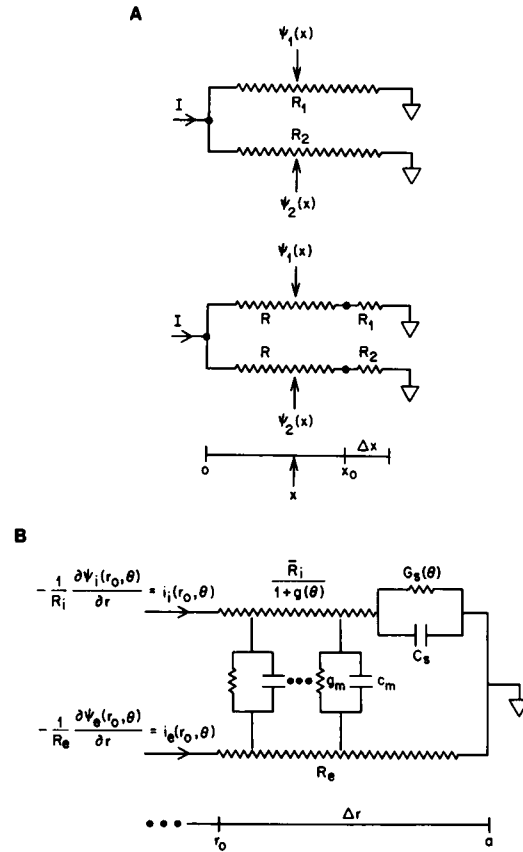 A
ψ₁(x)
I
R₁
R₂
ψ₂(x)
ψ₁(x)
I
R
R₁
R
R₂
ψ₂(x)
Δx
0
x₀
x
B
-1/Rᵢ ∂ψᵢ(r₀,θ)/∂r = iᵢ(r₀,θ)
R̅ᵢ/1+g(θ)
Gₛ(θ)
Cₛ
gₘ
cₘ
-1/Rₑ ∂ψₑ(r₀,θ)/∂r = iₑ(r₀,θ)
Rₑ
Δr
r₀
a